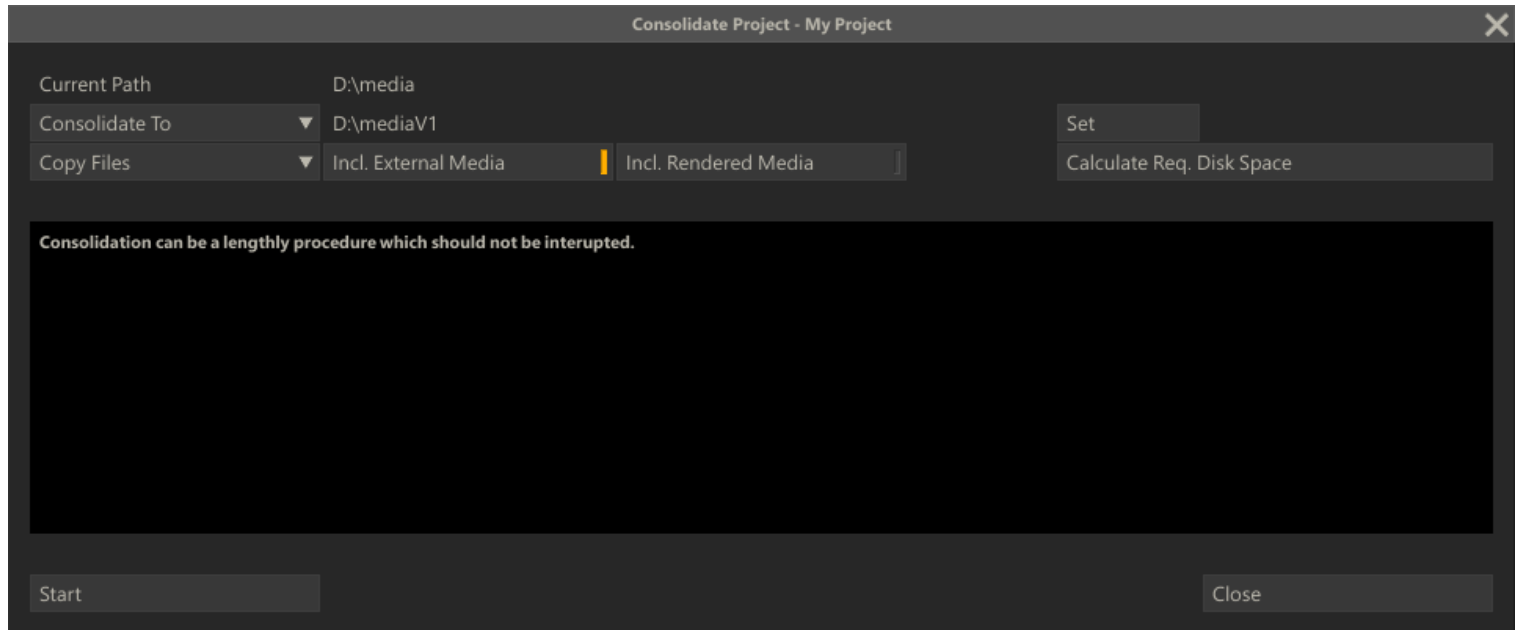 Consolidate Project - My Project
Current Path D:\media
Consolidate To D:\mediaV1 Set
Copy Files Incl. External Media Incl. Rendered Media Calculate Req. Disk Space
Consolidation can be a lengthly procedure which should not be interupted.
Start Close